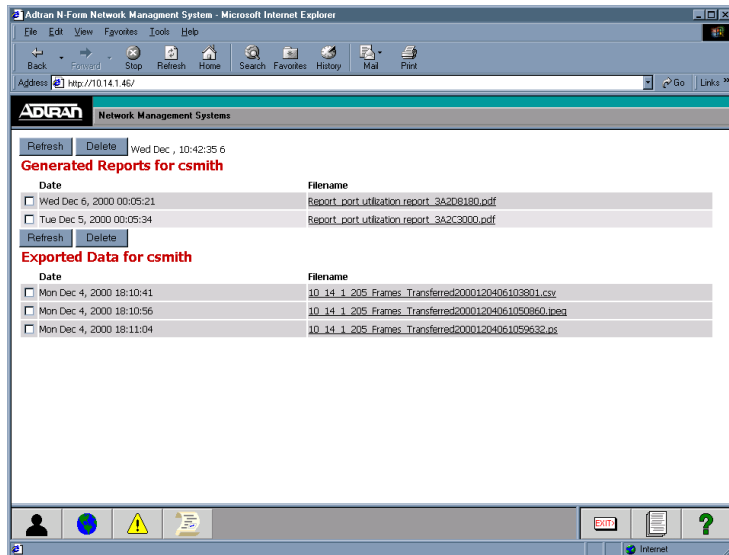 Adtran N-Form Network Managment System - Microsoft Internet Explorer
File Edit View Favorites Tools Help
Back Forward Stop Refresh Home Search Favorites History Mail Print
Address http://10.14.1.46/ Go Links »
ADTRAN Network Management Systems
Refresh Delete Wed Dec , 10:42:35 6
Generated Reports for csmith
Date Filename
Wed Dec 6, 2000 00:05:21 Report_port utilization report_3A2D8180.pdf
Tue Dec 5, 2000 00:05:34 Report_port utilization report_3A2C3000.pdf
Refresh Delete
Exported Data for csmith
Date Filename
Mon Dec 4, 2000 18:10:41 10_14_1_205_Frames_Transferred2000120406103801.csv
Mon Dec 4, 2000 18:10:56 10_14_1_205_Frames_Transferred20001204061050860.jpeg
Mon Dec 4, 2000 18:11:04 10_14_1_205_Frames_Transferred20001204061059632.ps
EXIT
Internet